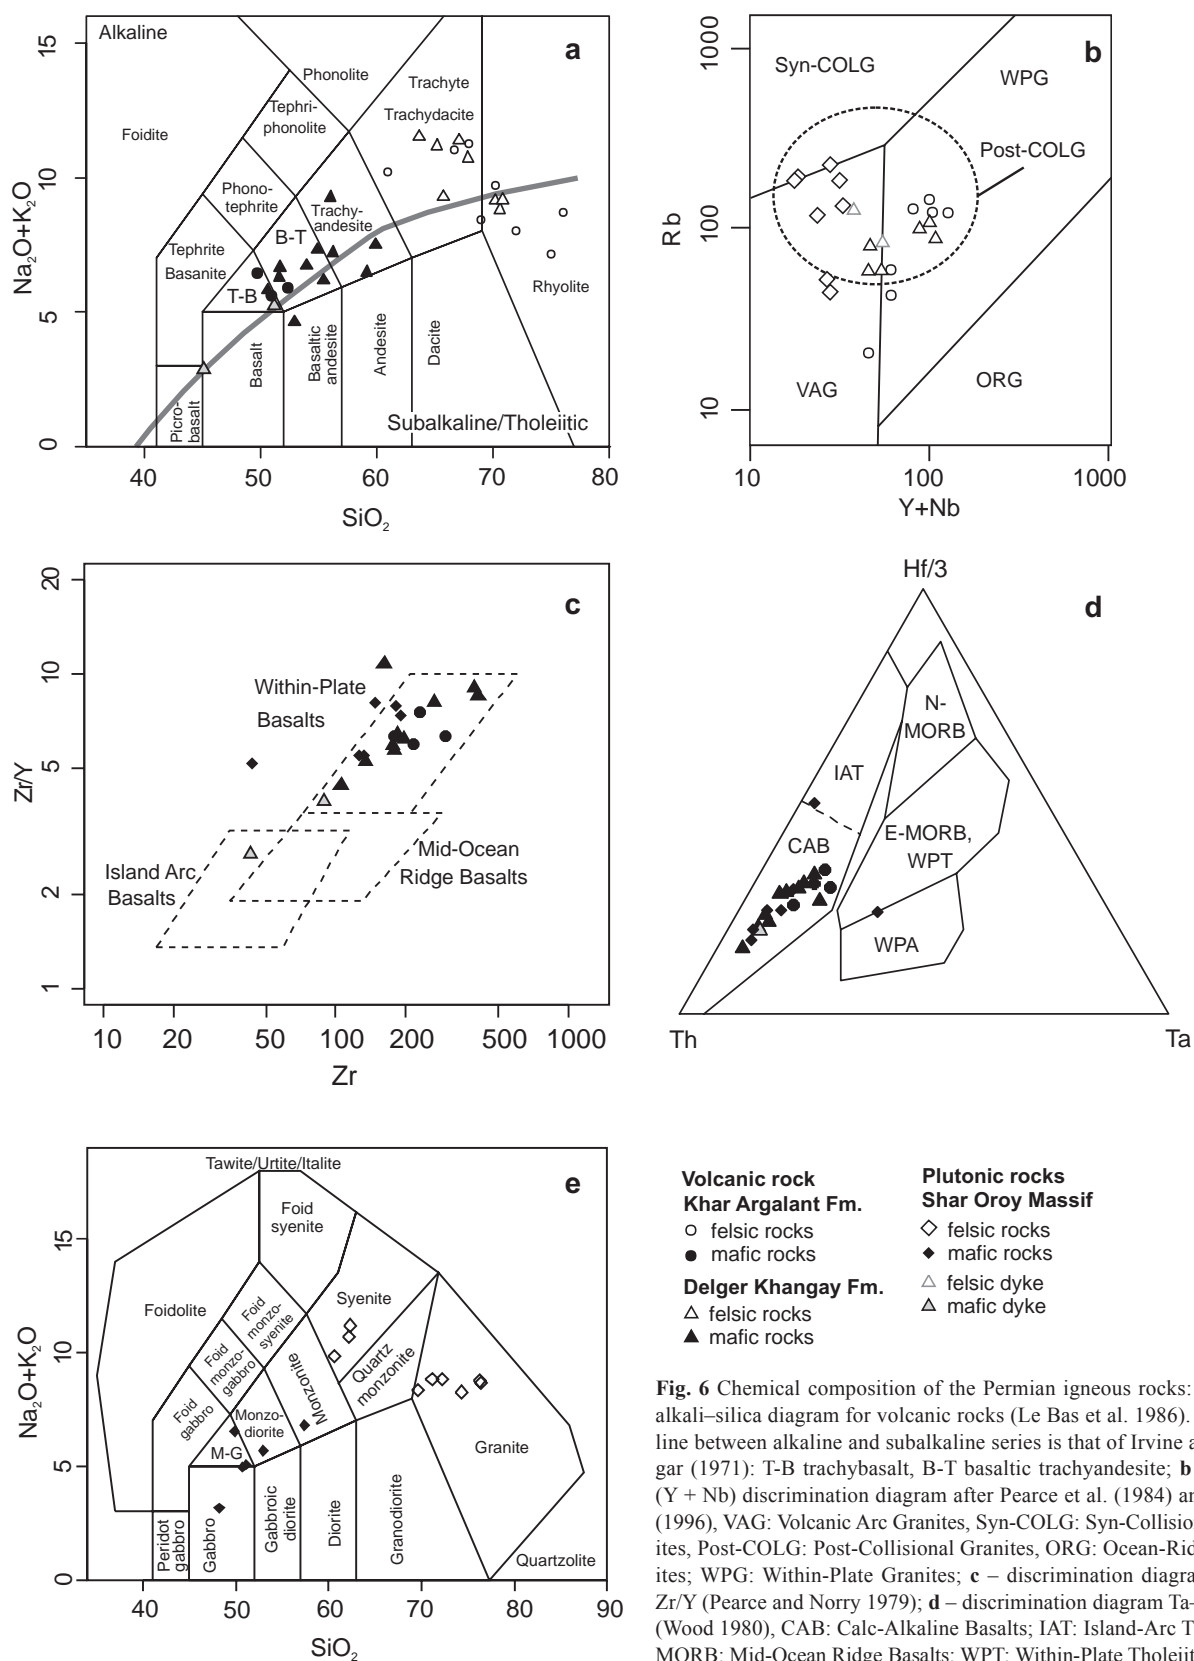 Alkaline
a
Phonolite
Trachyte
Tephri-
phonolite
Trachydacite
Foidite
Phono-
tephrite
Trachy-
andesite
B-T
Tephrite
Basanite
T-B
Rhyolite
Picro-
basalt
Basalt
Basaltic
andesite
Andesite
Dacite
Subalkaline/Tholeiitic
Na2O+K2O
0 5 10 15
40 50 60 70 80
SiO2
b
Syn-COLG
WPG
Post-COLG
VAG
ORG
Rb
10 100 1000
10 100 1000
Y+Nb
c
Within-Plate
Basalts
Island Arc
Basalts
Mid-Ocean
Ridge Basalts
Zr/Y
1 2 5 10 20
10 20 50 100 200 500 1000
Zr
Hf/3
d
N-
MORB
IAT
E-MORB,
WPT
CAB
WPA
Th
Ta
Tawite/Urtite/Italite
e
Foid
syenite
Foidolite
Foid
monzo-
syenite
Syenite
Foid
monzo-
gabbro
Foid
gabbro
Monzo-
diorite
Monzonite
Quartz
monzonite
M-G
Granite
Peridot
gabbro
Gabbro
Gabbroic
diorite
Diorite
Granodiorite
Quartzolite
Na2O+K2O
0 5 10 15
40 50 60 70 80 90
SiO2
Volcanic rock
Khar Argalant Fm.
felsic rocks
mafic rocks
Delger Khangay Fm.
felsic rocks
mafic rocks
Plutonic rocks
Shar Oroy Massif
felsic rocks
mafic rocks
felsic dyke
mafic dyke
Fig. 6 Chemical composition of the Permian igneous rocks:
alkali–silica diagram for volcanic rocks (Le Bas et al. 1986).
line between alkaline and subalkaline series is that of Irvine a
gar (1971): T-B trachybasalt, B-T basaltic trachyandesite; b
(Y + Nb) discrimination diagram after Pearce et al. (1984) an
(1996), VAG: Volcanic Arc Granites, Syn-COLG: Syn-Collisio
ites, Post-COLG: Post-Collisional Granites, ORG: Ocean-Rid
ites; WPG: Within-Plate Granites; c – discrimination diagra
Zr/Y (Pearce and Norry 1979); d – discrimination diagram Ta–
(Wood 1980), CAB: Calc-Alkaline Basalts; IAT: Island-Arc T
MORB: Mid-Ocean Ridge Basalts; WPT: Within-Plate Tholeiit